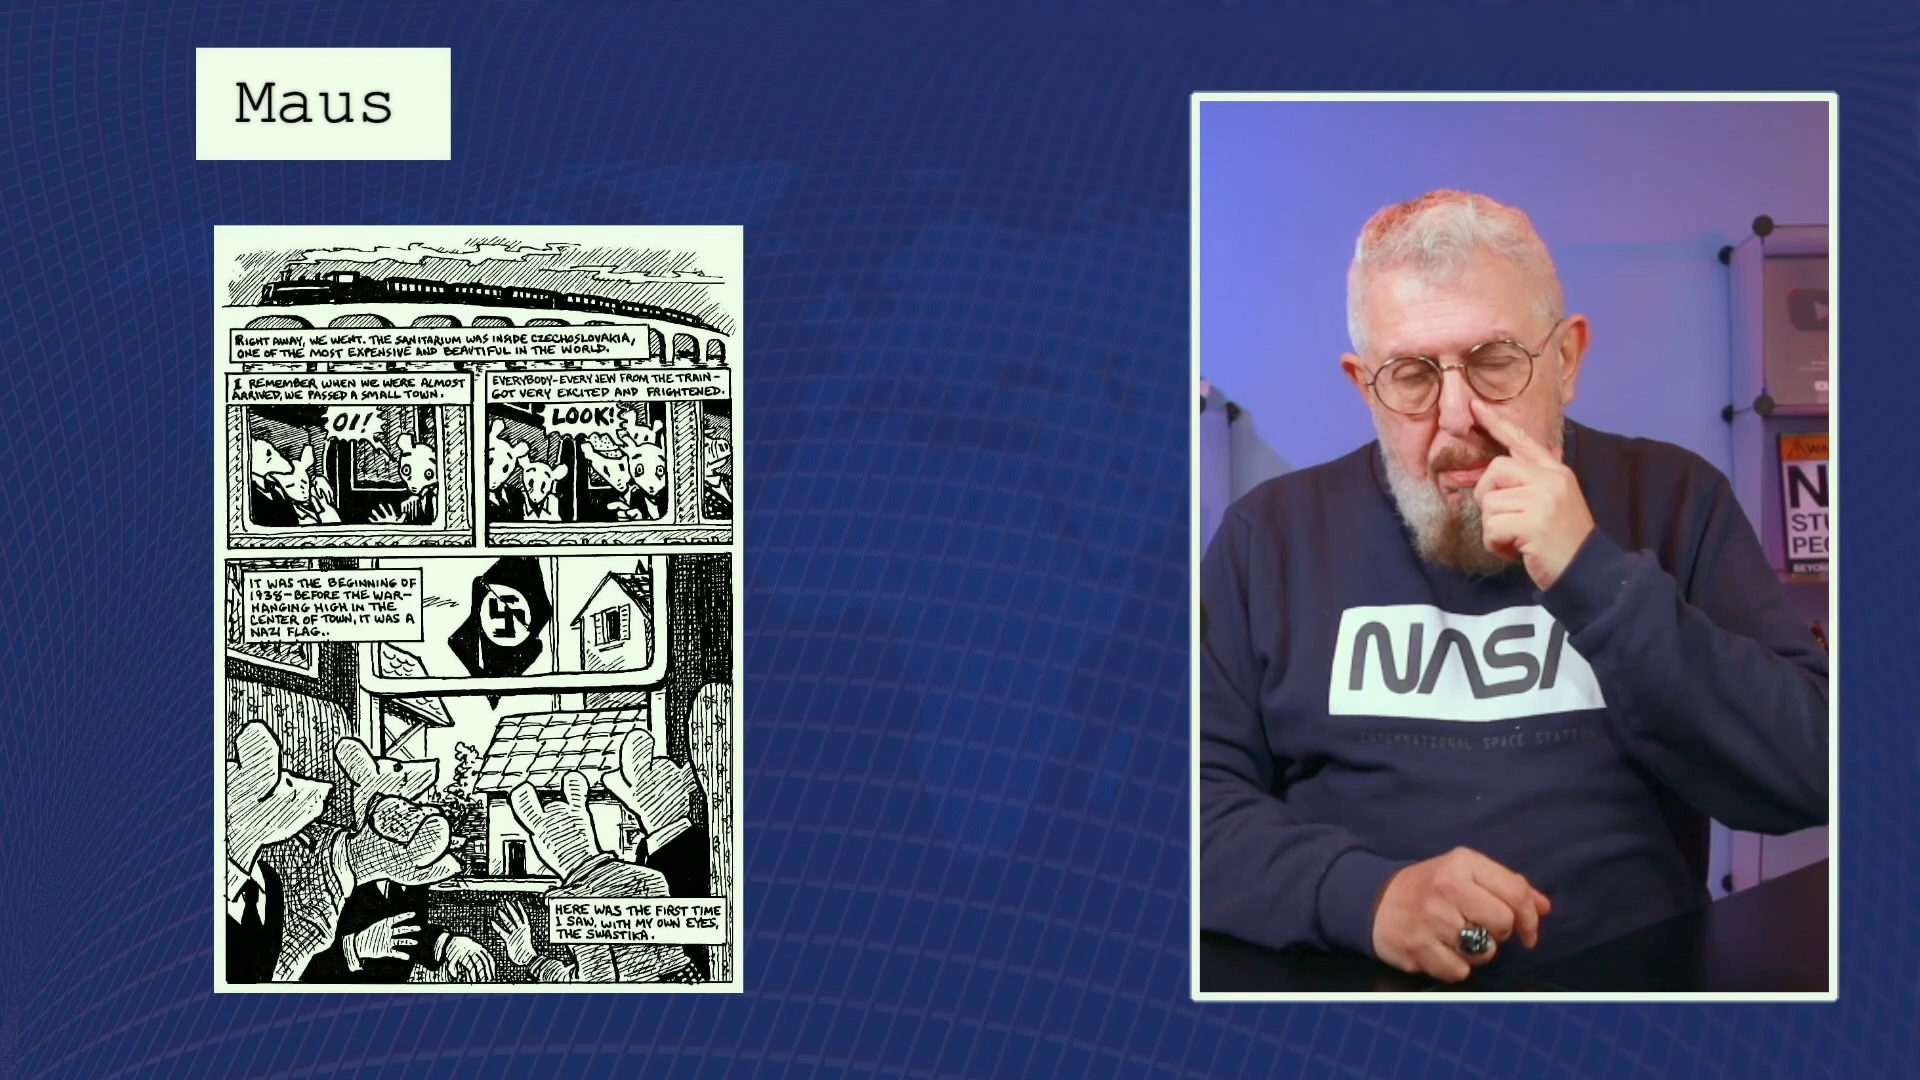 Maus
RIGHT AWAY, WE WENT. THE SANITARIUM WAS INSIDE CZECHOSLOVAKIA,
ONE OF THE MOST EXPENSIVE AND BEAUTIFUL IN THE WORLD.
I REMEMBER WHEN WE WERE ALMOST
ARRIVED, WE PASSED A SMALL TOWN.
OI!
EVERYBODY-EVERY JEW FROM THE TRAIN-
GOT VERY EXCITED AND FRIGHTENED.
LOOK!
IT WAS THE BEGINNING OF
1938-BEFORE THE WAR-
HANGING HIGH IN THE
CENTER OF TOWN, IT WAS A
NAZI FLAG..
HERE WAS THE FIRST TIME
I SAW, WITH MY OWN EYES,
THE SWASTIKA.
NASA
INTERNATIONAL SPACE STATION